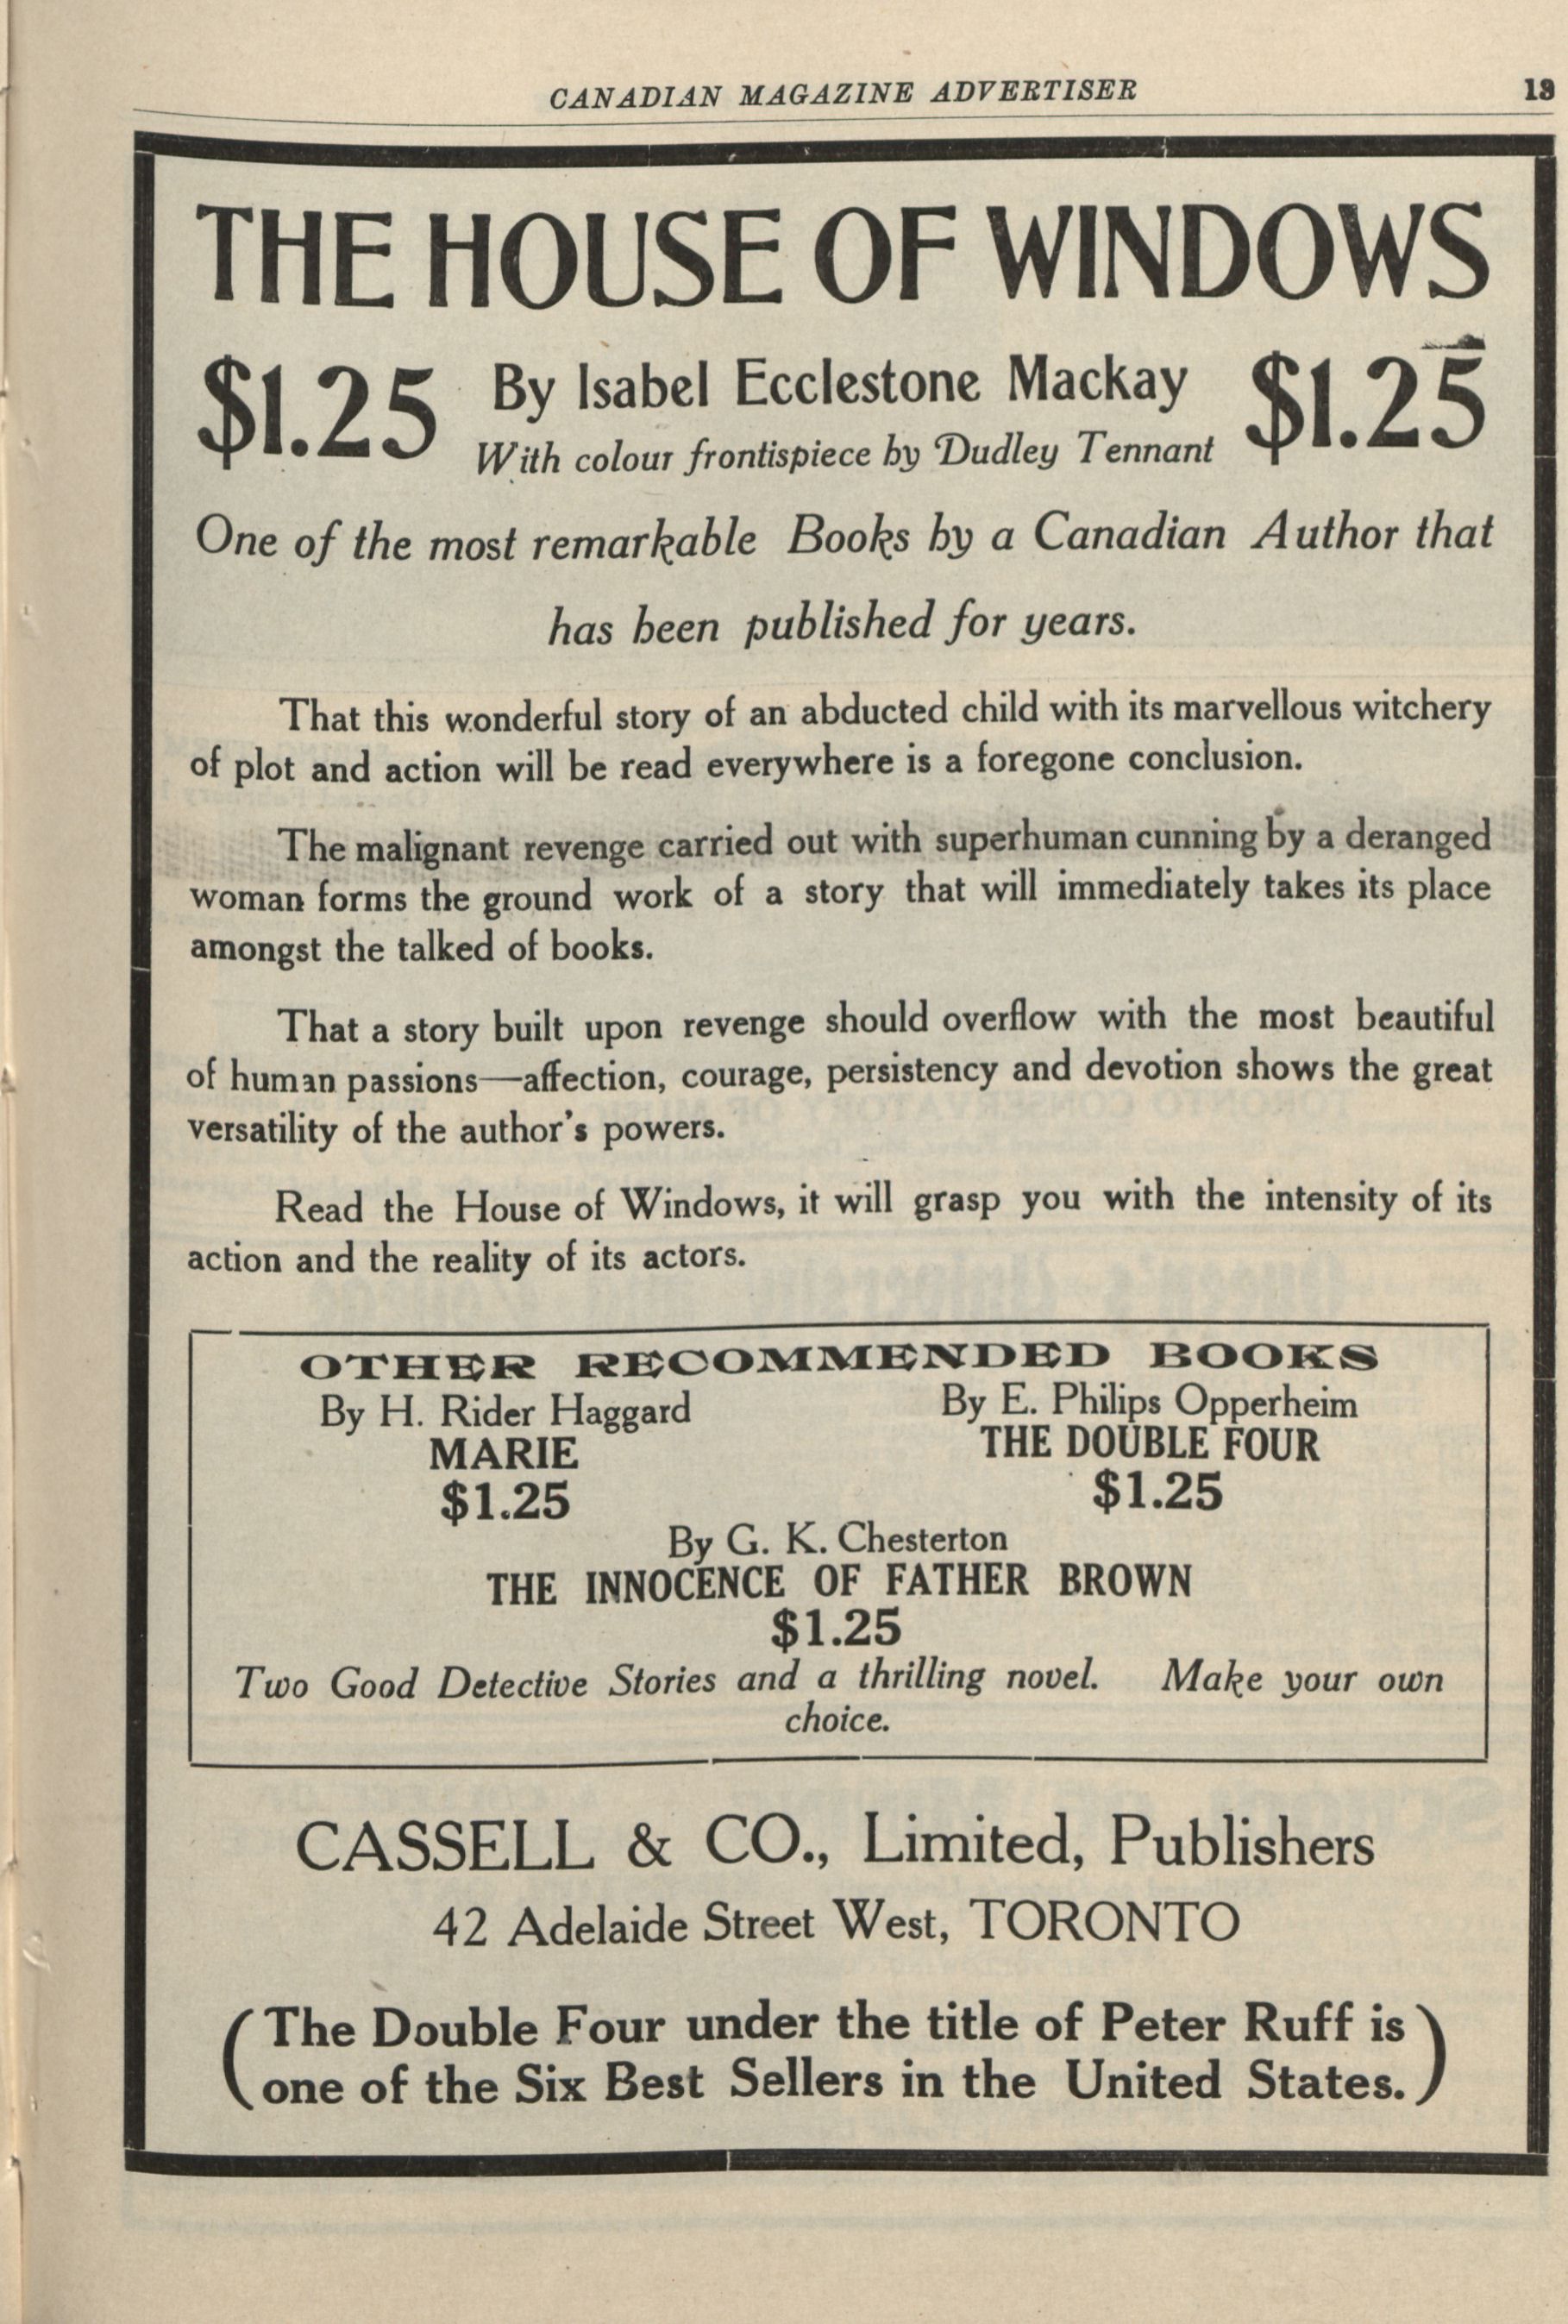 CANADIAN MAGAZINE ADVERTISER 13
THE HOUSE OF WINDOWS
$1.25 By Isabel Ecclestone Mackay $1.25
With colour frontispiece by Dudley Tennant
One of the most remarkable Books by a Canadian Author that
has been published for years.
That this wonderful story of an abducted child with its marvellous witchery
of plot and action will be read everywhere is a foregone conclusion.
The malignant revenge carried out with superhuman cunning by a deranged
woman forms the ground work of a story that will immediately takes its place
amongst the talked of books.
That a story built upon revenge should overflow with the most beautiful
of human passions—affection, courage, persistency and devotion shows the great
versatility of the author's powers.
Read the House of Windows, it will grasp you with the intensity of its
action and the reality of its actors.
OTHER RECOMMENDED BOOKS
By H. Rider Haggard
MARIE
$1.25
By E. Philips Opperheim
THE DOUBLE FOUR
$1.25
By G. K. Chesterton
THE INNOCENCE OF FATHER BROWN
$1.25
Two Good Detective Stories and a thrilling novel. Make your own
choice.
CASSELL & CO., Limited, Publishers
42 Adelaide Street West, TORONTO
(The Double Four under the title of Peter Ruff is
one of the Six Best Sellers in the United States.)